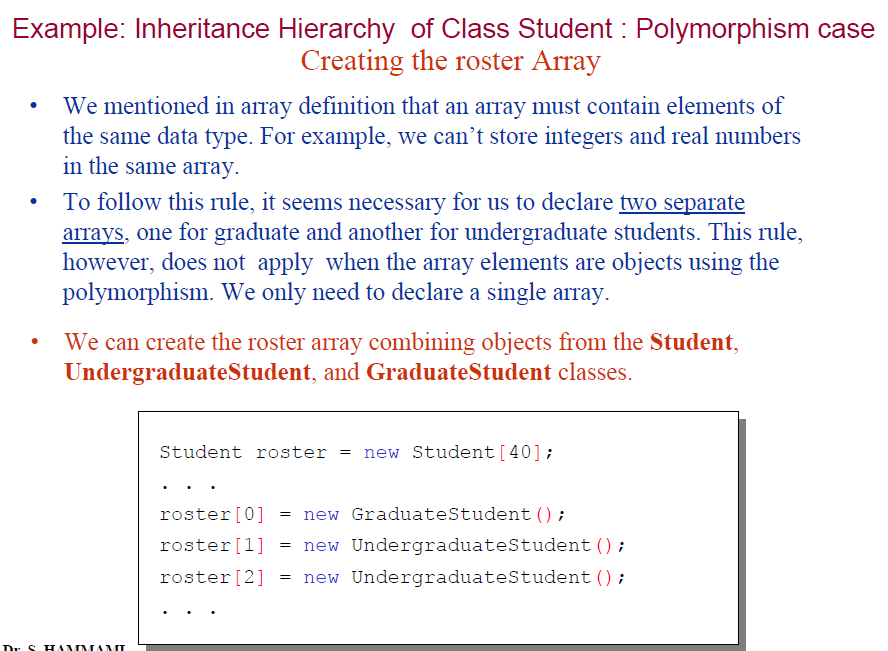 Example: Inheritance Hierarchy of Class Student : Polymorphism case
Creating the roster Array
• We mentioned in array definition that an array must contain elements of
the same data type. For example, we can't store integers and real numbers
in the same array.
• To follow this rule, it seems necessary for us to declare two separate
arrays, one for graduate and another for undergraduate students. This rule,
however, does not apply when the array elements are objects using the
polymorphism. We only need to declare a single array.
• We can create the roster array combining objects from the Student,
UndergraduateStudent, and GraduateStudent classes.
Student roster = new Student[40];
. . .
roster[0] = new GraduateStudent();
roster[1] = new UndergraduateStudent();
roster[2] = new UndergraduateStudent();
. . .
Dr. S. HAMMAMI